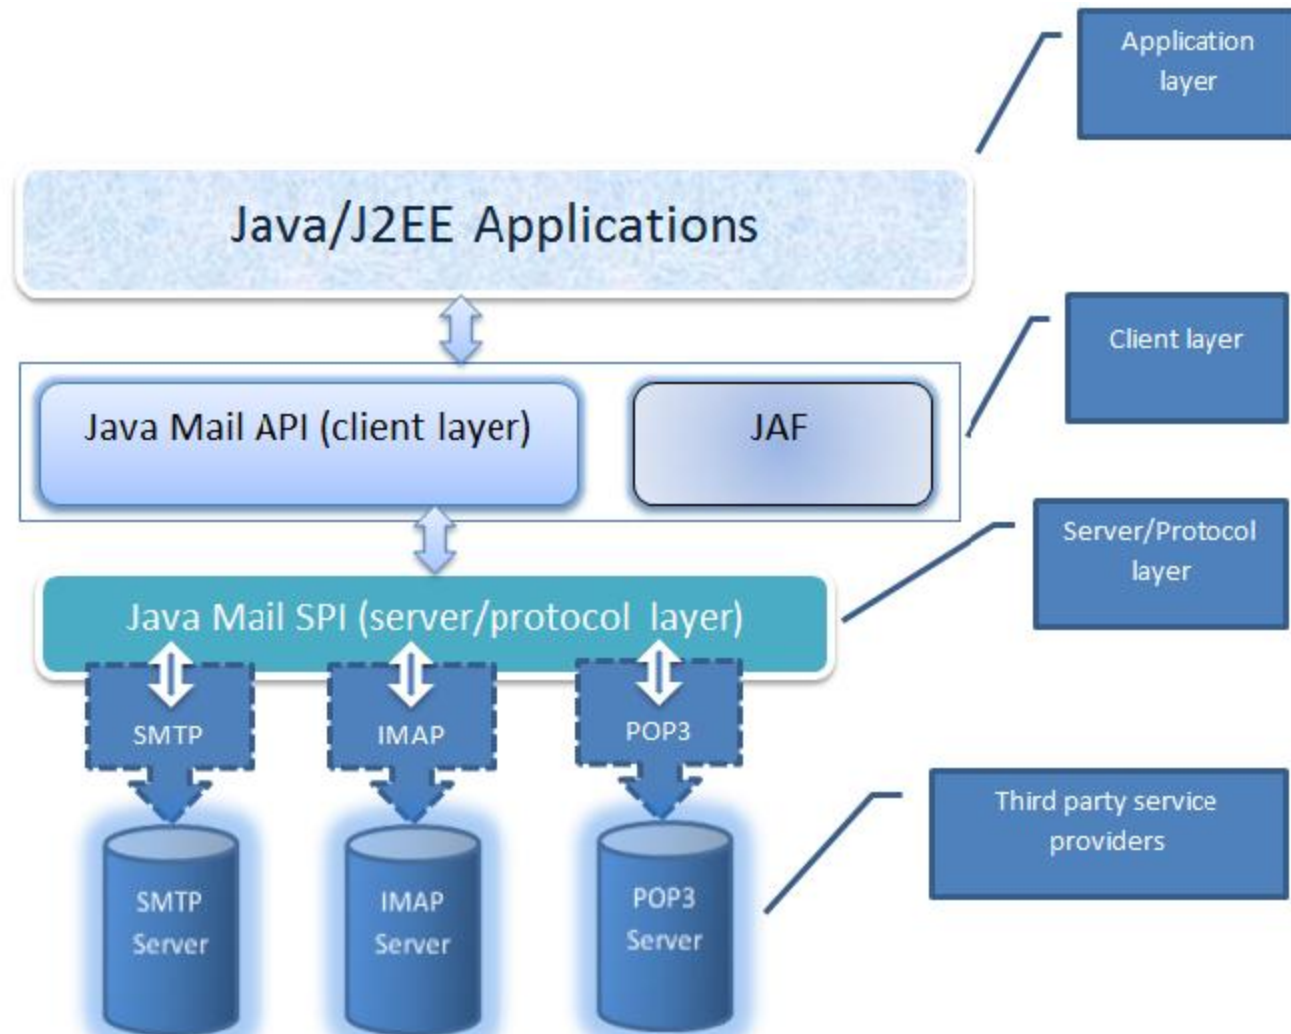 Application
layer
Java/J2EE Applications
Client layer
Java Mail API (client layer)
JAF
Server/Protocol
layer
Java Mail SPI (server/protocol layer)
SMTP
IMAP
POP3
Third party service
providers
SMTP
Server
IMAP
Server
POP3
Server